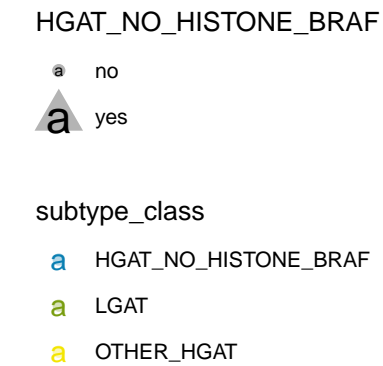 HGAT_NO_HISTONE_BRAF
a no
a yes
subtype_class
a HGAT_NO_HISTONE_BRAF
a LGAT
a OTHER_HGAT